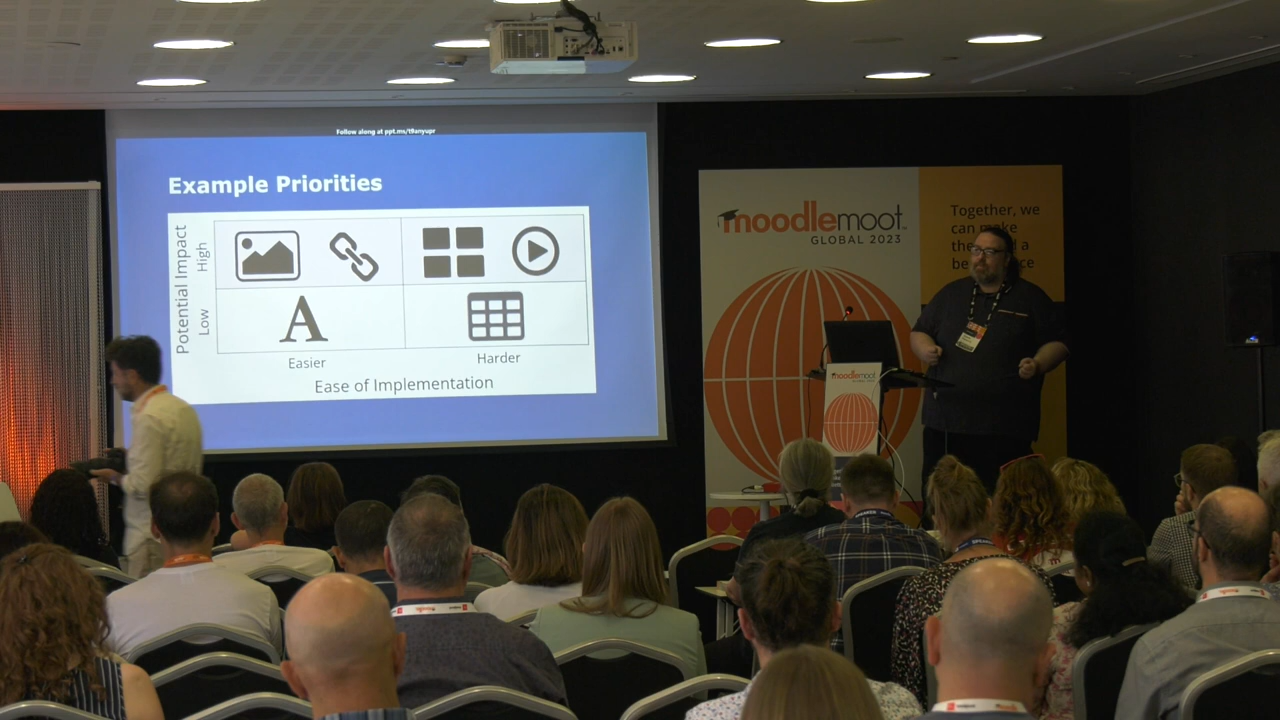 Follow along at ppt.ms/t9anyupr
Example Priorities
Potential Impact
High
Low
A
Easier
Harder
Ease of Implementation
moodlemoot
GLOBAL 2023
Together, we
can make
moodlemoot